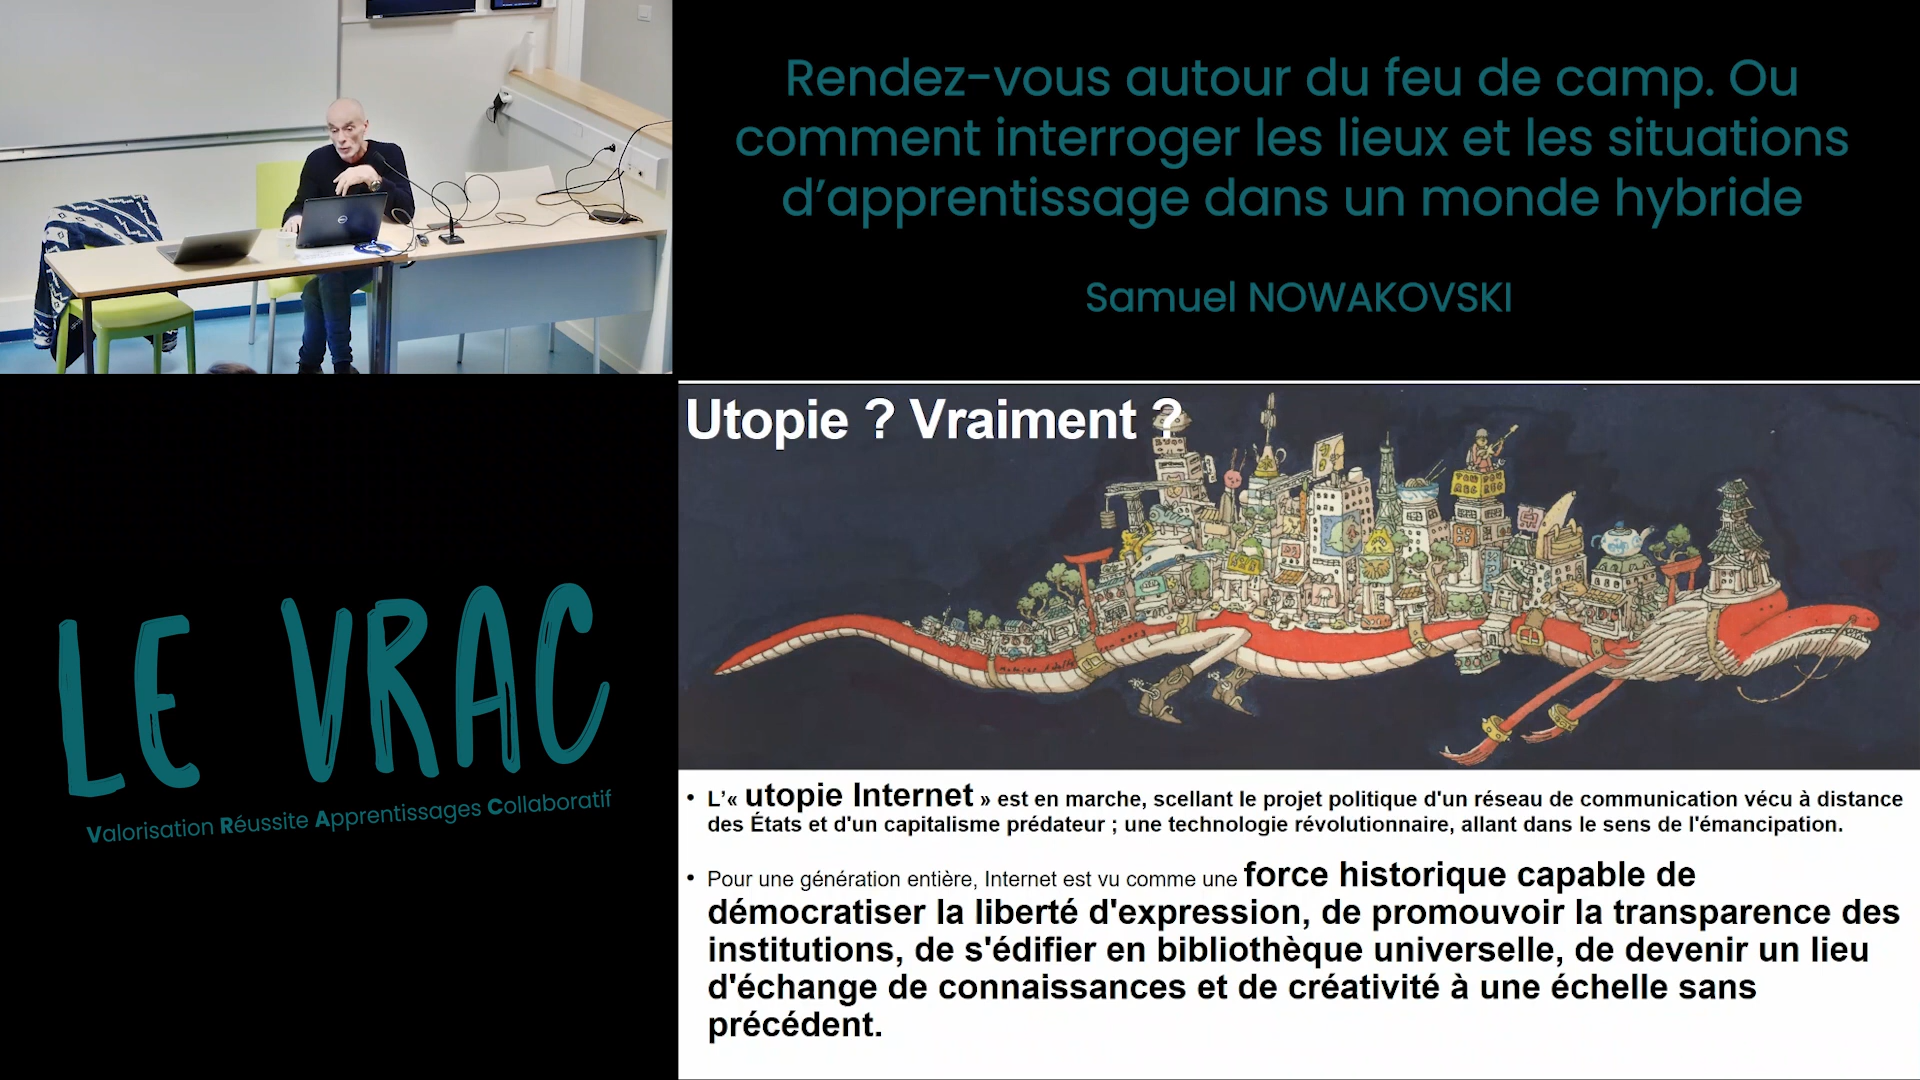 Rendez-vous autour du feu de camp. Ou
comment interroger les lieux et les situations
d’apprentissage dans un monde hybride
Samuel NOWAKOVSKI
Utopie ? Vraiment ?
LE VRAC
Valorisation Réussite Apprentissages Collaboratif
• L’« utopie Internet » est en marche, scellant le projet politique d'un réseau de communication vécu à distance
des États et d'un capitalisme prédateur ; une technologie révolutionnaire, allant dans le sens de l'émancipation.
• Pour une génération entière, Internet est vu comme une force historique capable de
démocratiser la liberté d'expression, de promouvoir la transparence des
institutions, de s'édifier en bibliothèque universelle, de devenir un lieu
d'échange de connaissances et de créativité à une échelle sans
précédent.